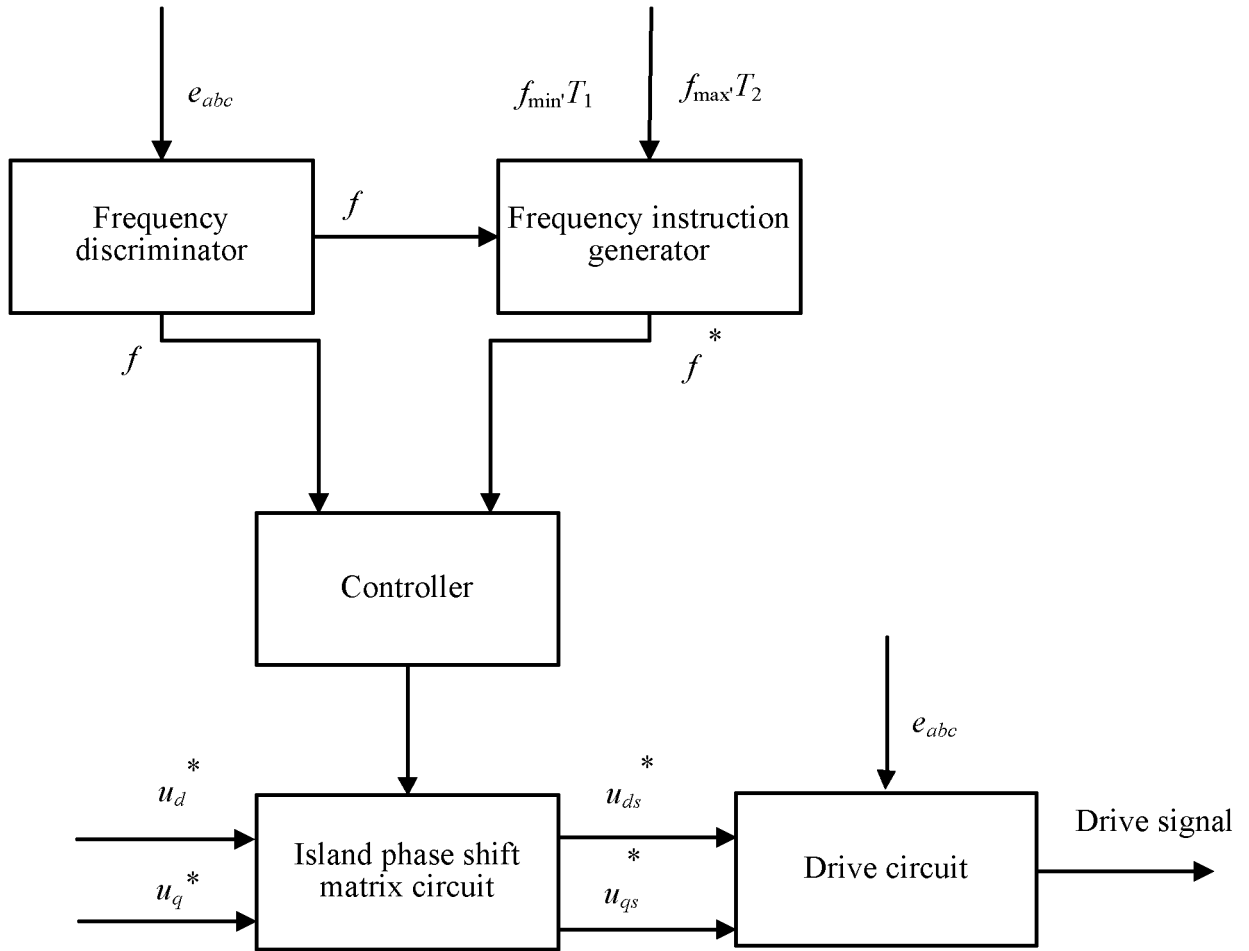 e_abc
f_min, T_1
f_max, T_2
Frequency
discriminator
f
Frequency instruction
generator
f
f*
Controller
e_abc
u_d*
u_ds*
Island phase shift
matrix circuit
Drive circuit
Drive signal
u_q*
u_qs*